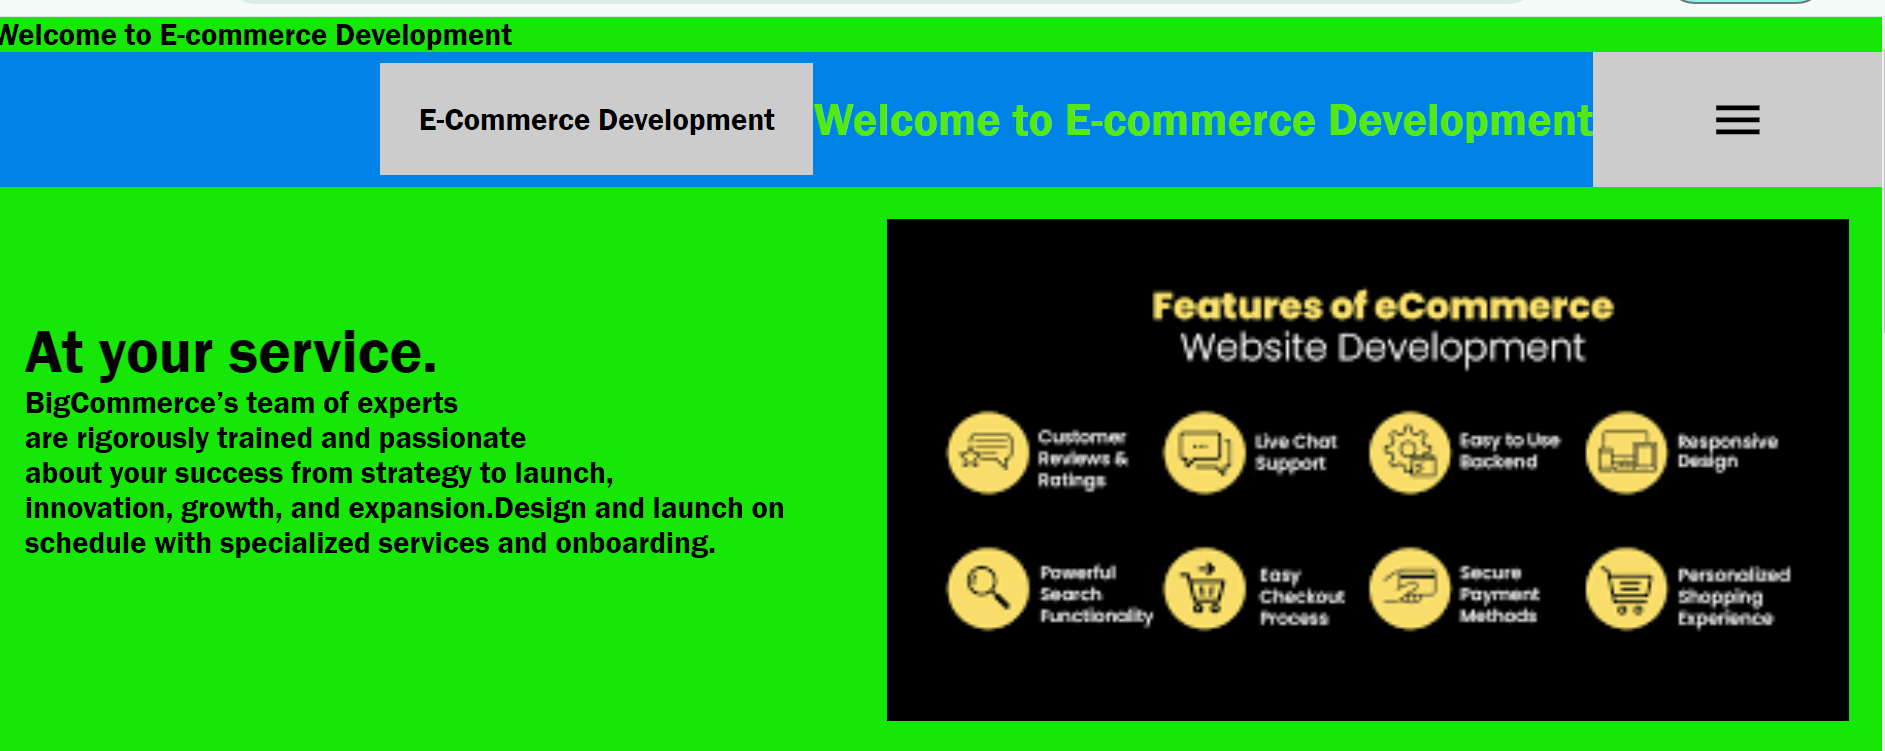 Welcome to E-commerce Development
E-Commerce Development
Welcome to E-commerce Development
At your service.
BigCommerce’s team of experts
are rigorously trained and passionate
about your success from strategy to launch,
innovation, growth, and expansion.Design and launch on
schedule with specialized services and onboarding.
Features of eCommerce
Website Development
Customer
Reviews &
Ratings
Live Chat
Support
Easy to Use
Backend
Responsive
Design
Powerful
Search
Functionality
Easy
Checkout
Process
Secure
Payment
Methods
Personalized
Shopping
Experience